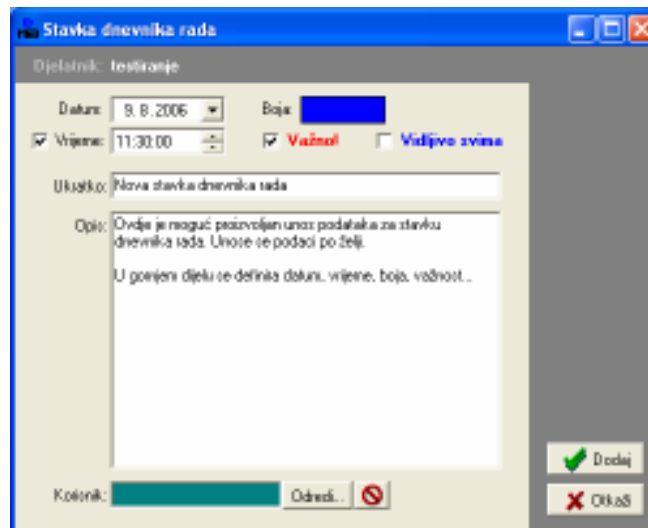 Stavka dnevnika rada
Djelatnik: testiranje
Datum: 9. 8. 2006 Boja:
Vrijeme: 11:30:00 Važno! Vidljivo svima
Ukratko: Nova stavka dnevnika rada
Opis: Ovdje je moguć proizvoljan unos podataka za stavku
dnevnika rada. Unose se podaci po želji.
U gornjem dijelu se definira datum, vrijeme, boja, važnost...
Dodaj
Korisnik: Odredi...
Otkaži